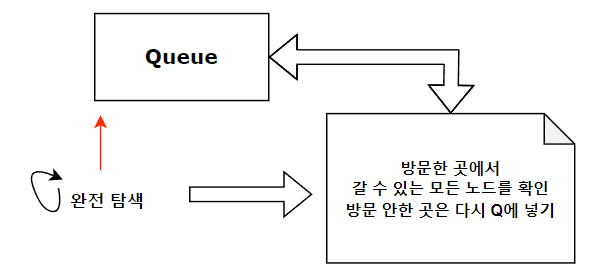 Queue
방문한 곳에서
갈 수 있는 모든 노드를 확인
방문 안한 곳은 다시 Q에 넣기
완전 탐색